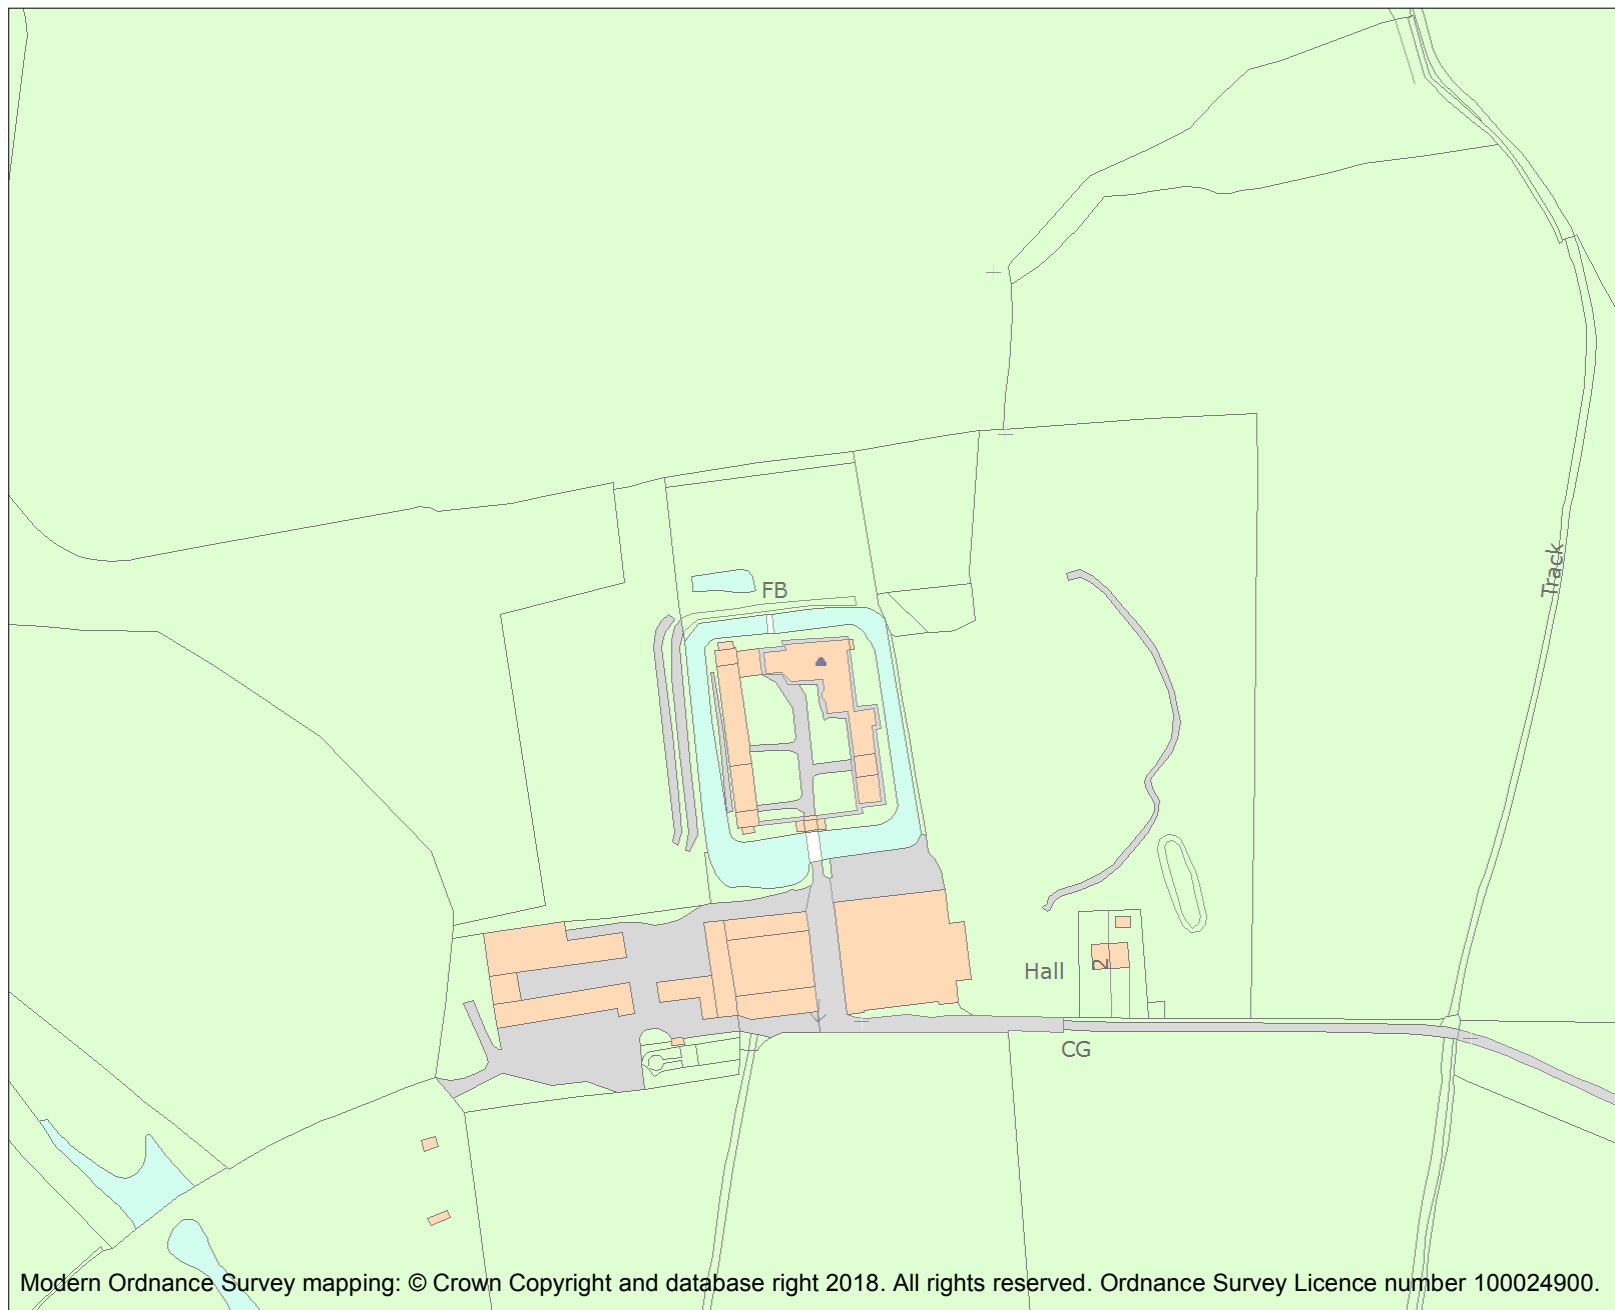 Track
FB
Hall
2
CG
Modern Ordnance Survey mapping: © Crown Copyright and database right 2018. All rights reserved. Ordnance Survey Licence number 100024900.